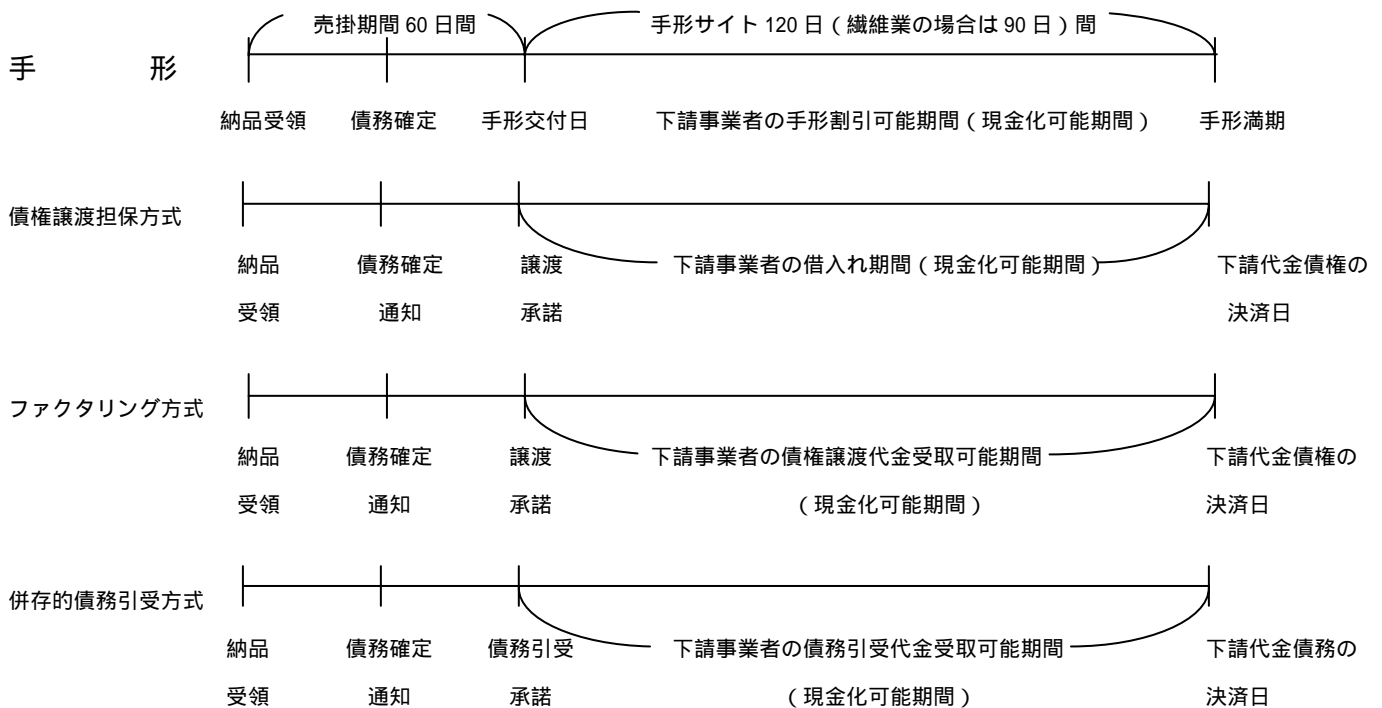 売掛期間 60 日間 手形サイト 120 日（繊維業の場合は 90 日）間
手 形
納品受領 債務確定 手形交付日 下請事業者の手形割引可能期間（現金化可能期間） 手形満期
債権譲渡担保方式
納品 債務確定 譲渡 下請事業者の借入れ期間（現金化可能期間） 下請代金債権の
受領 通知 承諾 決済日
ファクタリング方式
納品 債務確定 譲渡 下請事業者の債権譲渡代金受取可能期間 下請代金債権の
受領 通知 承諾 （現金化可能期間） 決済日
併存的債務引受方式
納品 債務確定 債務引受 下請事業者の債務引受代金受取可能期間 下請代金債務の
受領 通知 承諾 （現金化可能期間） 決済日